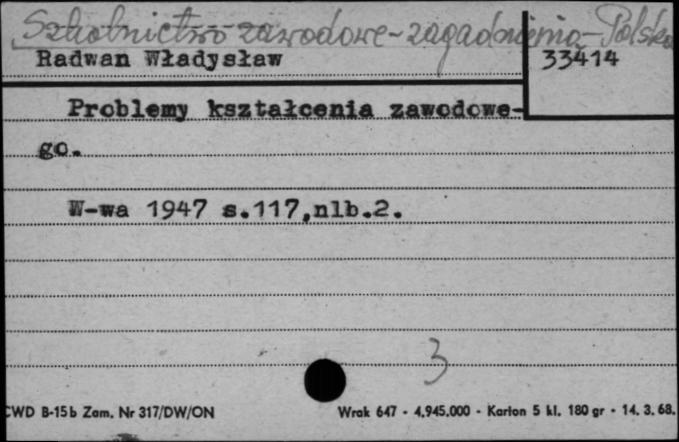 Szkolnictwo zawodowe - zagadnienia - Polska
Radwan Władysław
33414
Problemy kształcenia zawodowe-
go.
W-wa 1947 s.117,nlb.2.
3
CWD B-15b Zam. Nr 317/DW/ON
Wrak 647 - 4.945.000 - Karton 5 kl. 180 gr - 14. 3. 68.